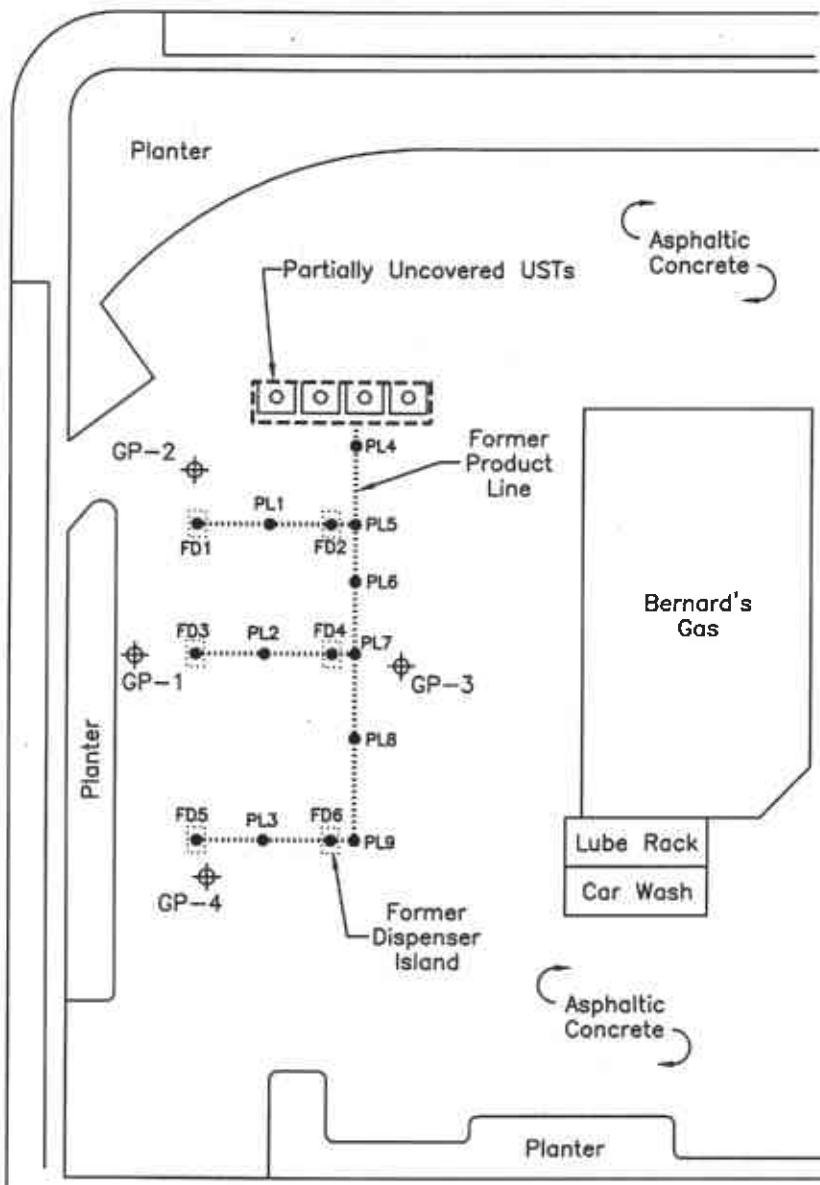 Planter
Asphaltic
Concrete
Partially Uncovered USTs
GP-2
PL4
Former
Product
Line
PL1
FD1
FD2
PL5
PL6
Bernard's
Gas
FD3
PL2
FD4
PL7
GP-1
GP-3
Planter
PL8
FD5
PL3
FD6
PL9
Lube Rack
GP-4
Car Wash
Former
Dispenser
Island
Asphaltic
Concrete
Planter